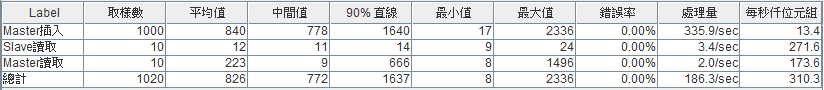 Label 取樣數 平均值 中間值 90% 直線 最小值 最大值 錯誤率 處理量 每秒仟位元組
Master插入 1000 840 778 1640 17 2336 0.00% 335.9/sec 13.4
Slave讀取 10 12 11 14 9 24 0.00% 3.4/sec 271.6
Master讀取 10 223 9 666 8 1496 0.00% 2.0/sec 173.6
總計 1020 826 772 1637 8 2336 0.00% 186.3/sec 310.3